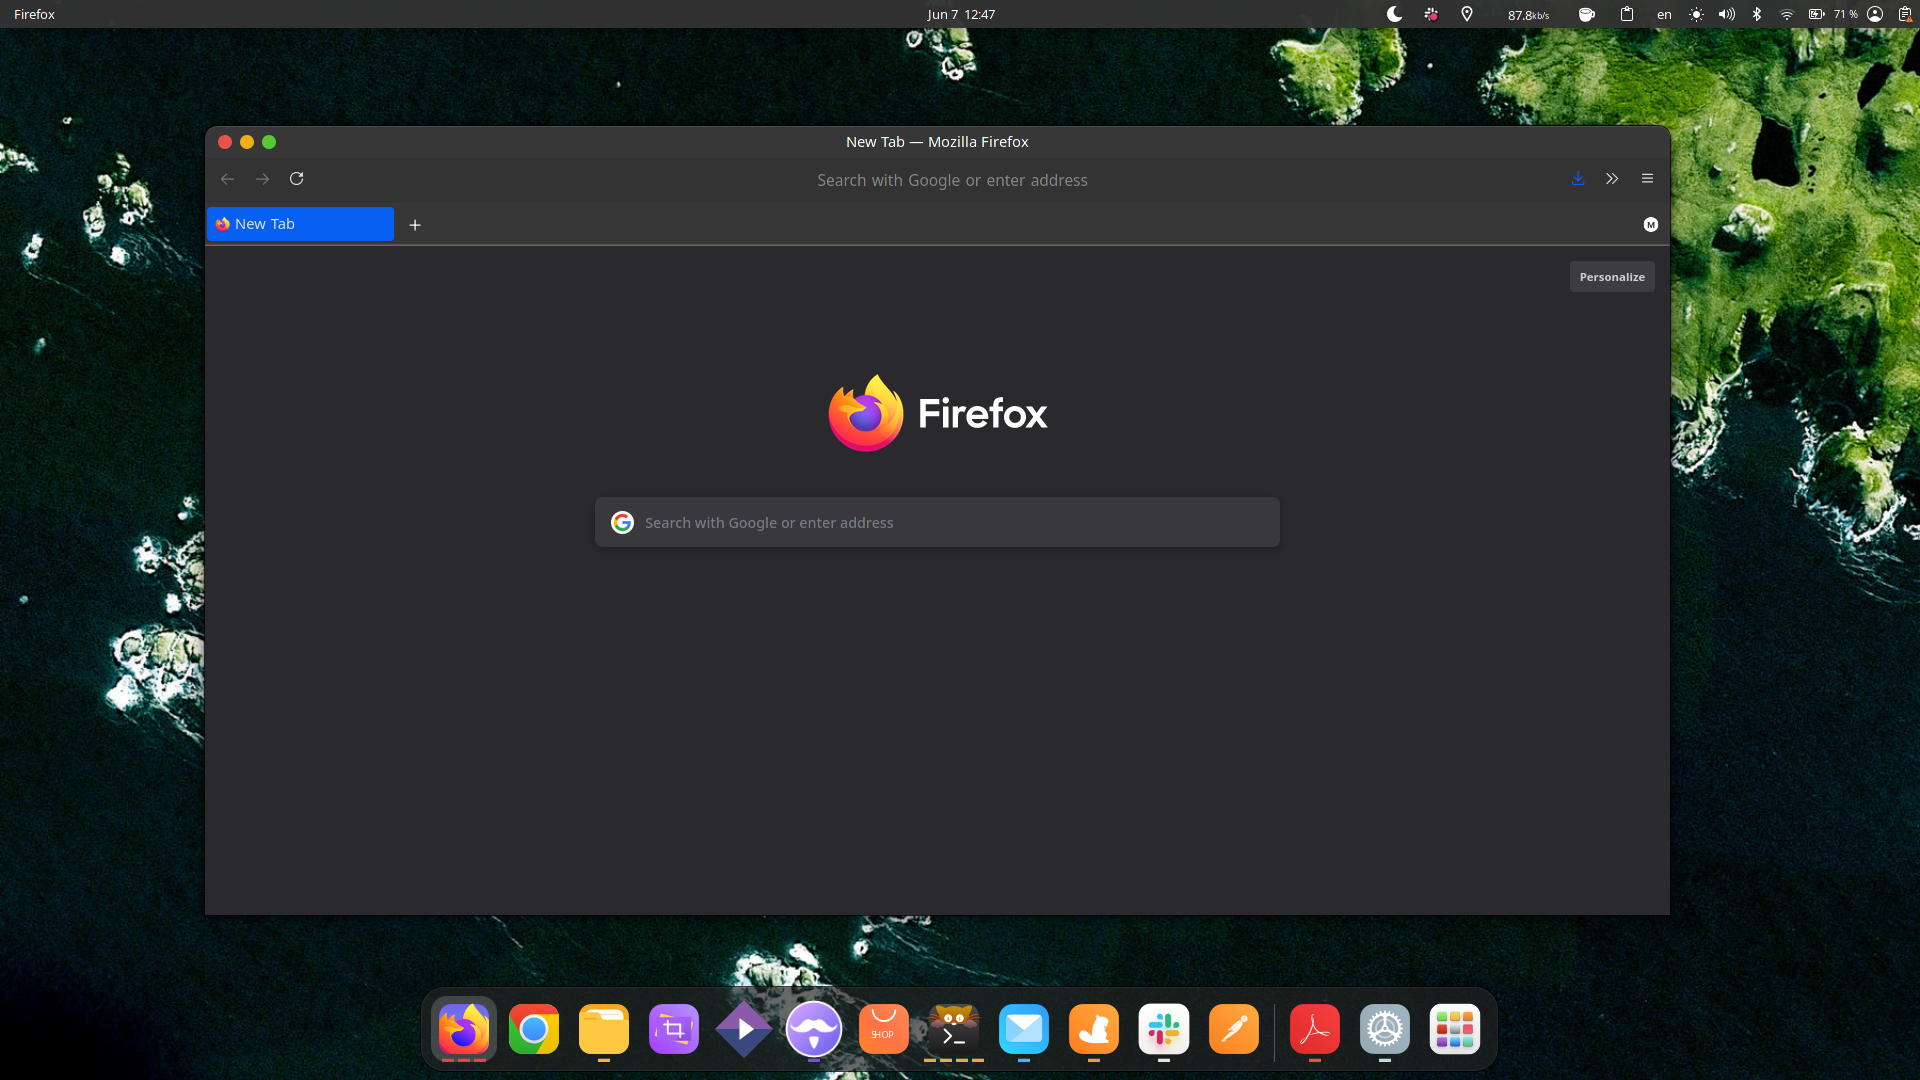 Firefox
Jun 7 12:47
87.8kb/s
en
71 %
New Tab — Mozilla Firefox
Search with Google or enter address
New Tab
M
Personalize
Firefox
Search with Google or enter address
SHOP